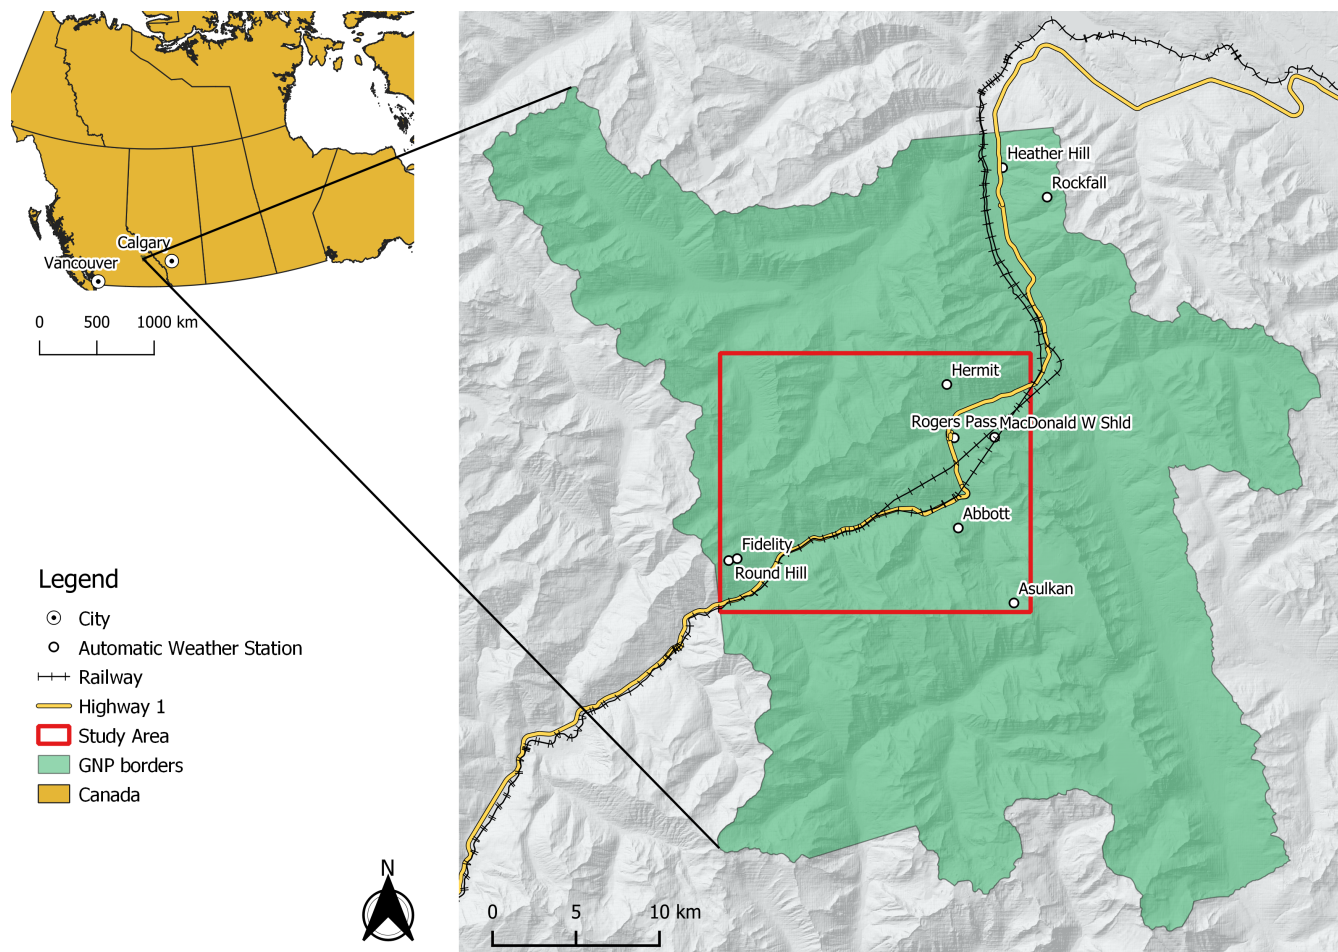 Calgary
Vancouver
0 500 1000 km
Heather Hill
Rockfall
Hermit
Rogers Pass
MacDonald W Shld
Abbott
Fidelity
Round Hill
Asulkan
Legend
City
Automatic Weather Station
Railway
Highway 1
Study Area
GNP borders
Canada
N
0 5 10 km